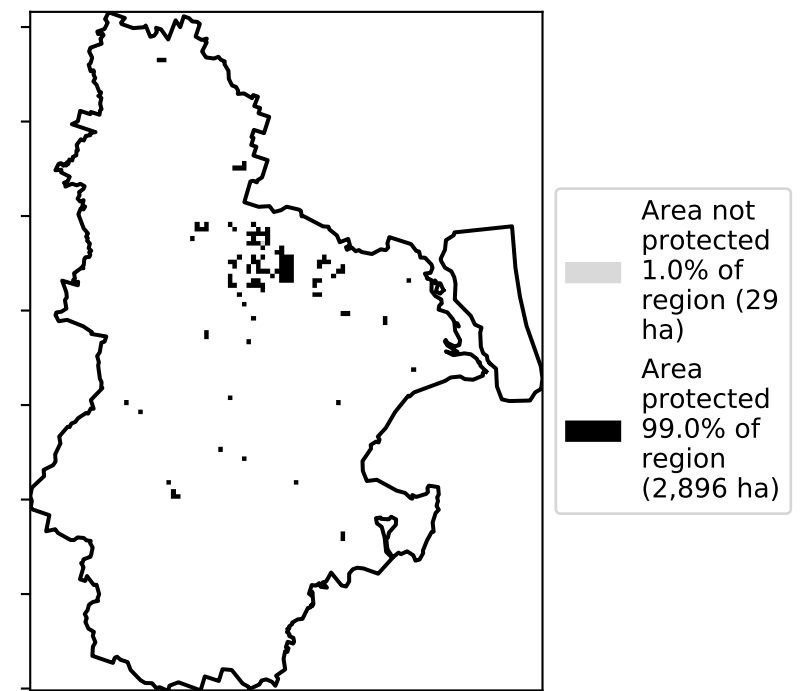 Area not
protected
1.0% of
region (29
ha)
Area
protected
99.0% of
region
(2,896 ha)